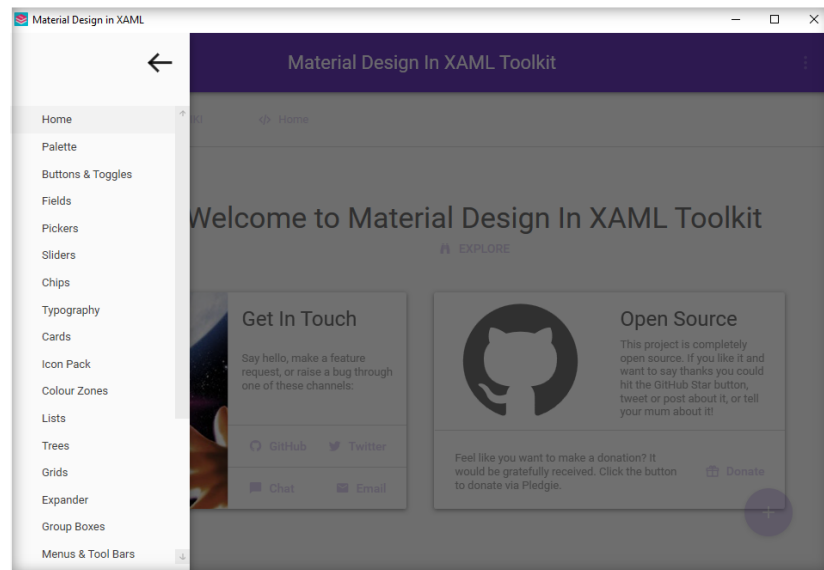 Material Design in XAML
Material Design In XAML Toolkit
Home
Palette
Buttons & Toggles
Fields
Pickers
Sliders
Chips
Typography
Cards
Icon Pack
Colour Zones
Lists
Trees
Grids
Expander
Group Boxes
Menus & Tool Bars
</> Home
Welcome to Material Design In XAML Toolkit
EXPLORE
Get In Touch
Say hello, make a feature
request, or raise a bug through
one of these channels:
GitHub
Twitter
Chat
Email
Open Source
This project is completely
open source. If you like it and
want to say thanks you could
hit the GitHub Star button,
tweet or post about it, or tell
your mum about it!
Feel like you want to make a donation? It
would be gratefully received. Click the button
to donate via Pledgie.
Donate